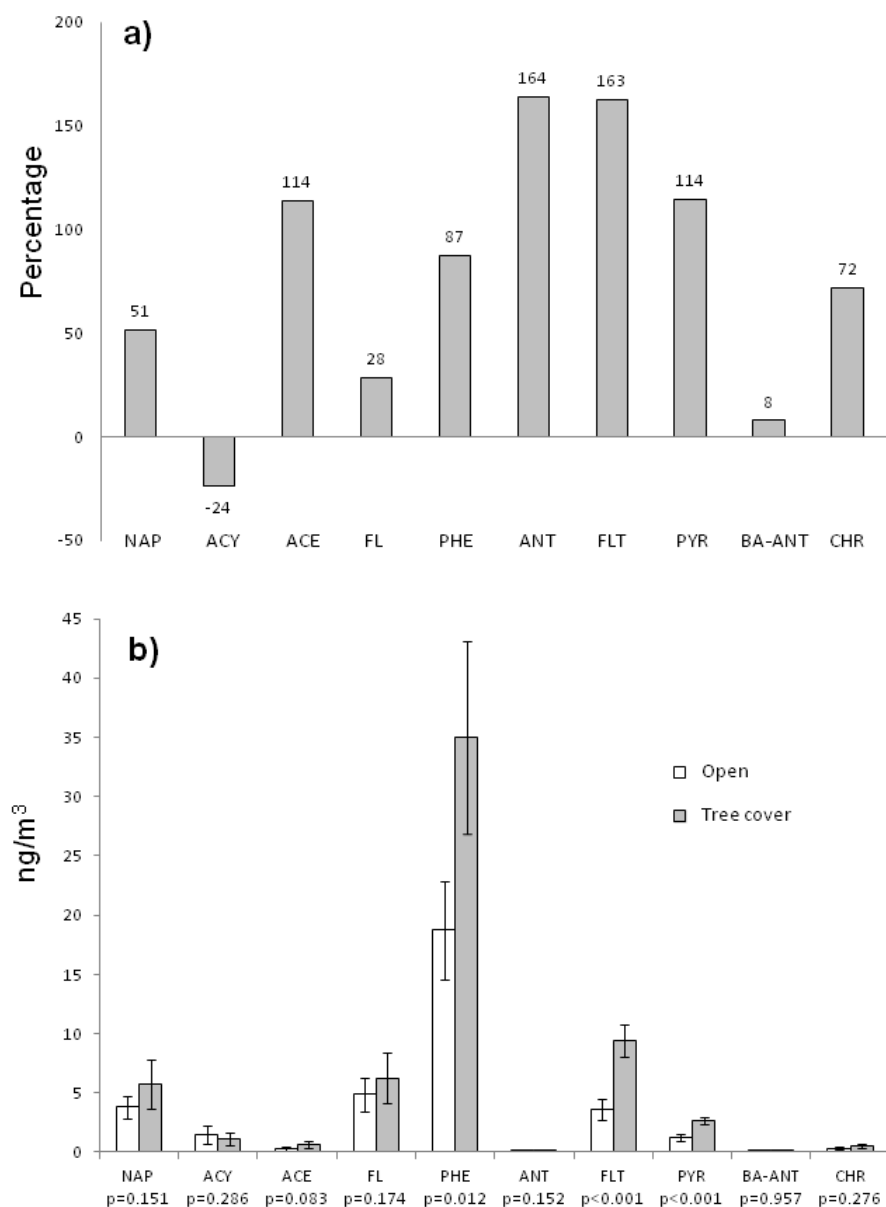 a)
Percentage
200
150
100
50
0
-50
51
-24
114
28
87
164
163
114
8
72
NAP ACY ACE FL PHE ANT FLT PYR BA-ANT CHR
b)
ng/m³
45
40
35
30
25
20
15
10
5
0
Open
Tree cover
NAP ACY ACE FL PHE ANT FLT PYR BA-ANT CHR
p=0.151 p=0.286 p=0.083 p=0.174 p=0.012 p=0.152 p<0.001 p<0.001 p=0.957 p=0.276